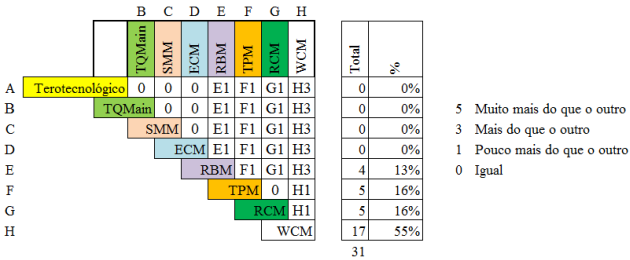 B C D E F G H
TQMain SMM ECM RBM TPM RCM WCM Total %
A Terotecnológico 0 0 0 E1 F1 G1 H3 0 0%
B TQMain 0 0 E1 F1 G1 H3 0 0% 5 Muito mais do que o outro
C SMM 0 E1 F1 G1 H3 0 0% 3 Mais do que o outro
D ECM E1 F1 G1 H3 0 0% 1 Pouco mais do que o outro
E RBM F1 G1 H3 4 13% 0 Igual
F TPM 0 H1 5 16%
G RCM H1 5 16%
H WCM 17 55%
31